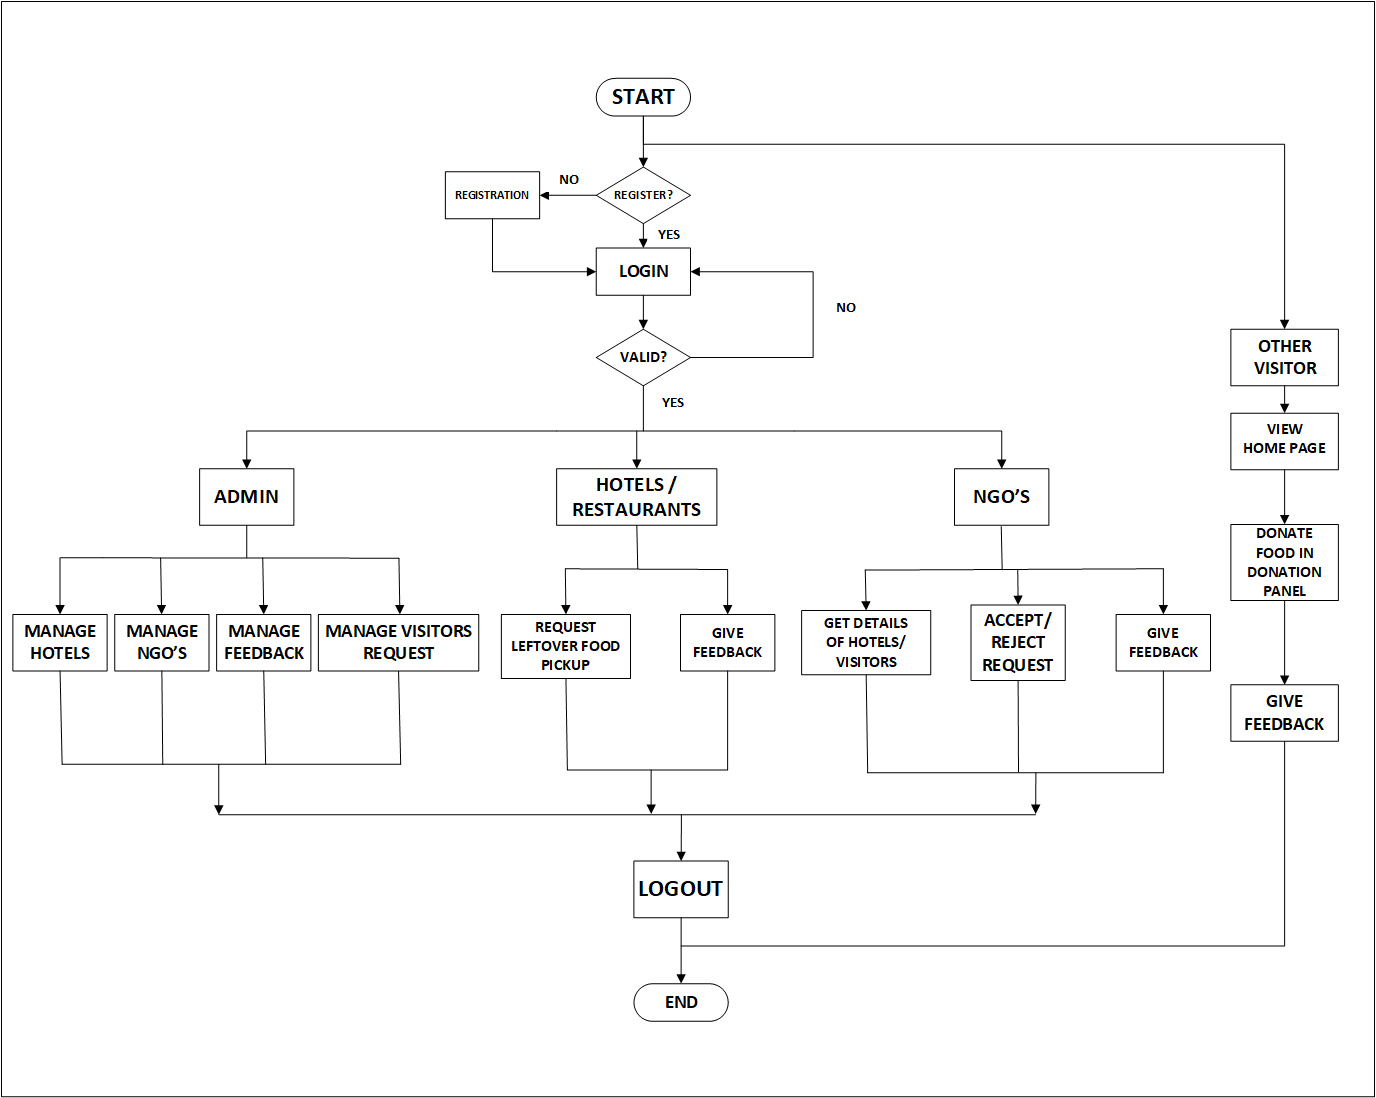 START
NO
REGISTRATION
REGISTER?
YES
LOGIN
NO
VALID?
YES
OTHER
VISITOR
VIEW
HOME PAGE
ADMIN
HOTELS /
RESTAURANTS
NGO’S
DONATE
FOOD IN
DONATION
PANEL
MANAGE
HOTELS
MANAGE
NGO’S
MANAGE
FEEDBACK
MANAGE VISITORS
REQUEST
REQUEST
LEFTOVER FOOD
PICKUP
GIVE
FEEDBACK
GET DETAILS
OF HOTELS/
VISITORS
ACCEPT/
REJECT
REQUEST
GIVE
FEEDBACK
GIVE
FEEDBACK
LOGOUT
END